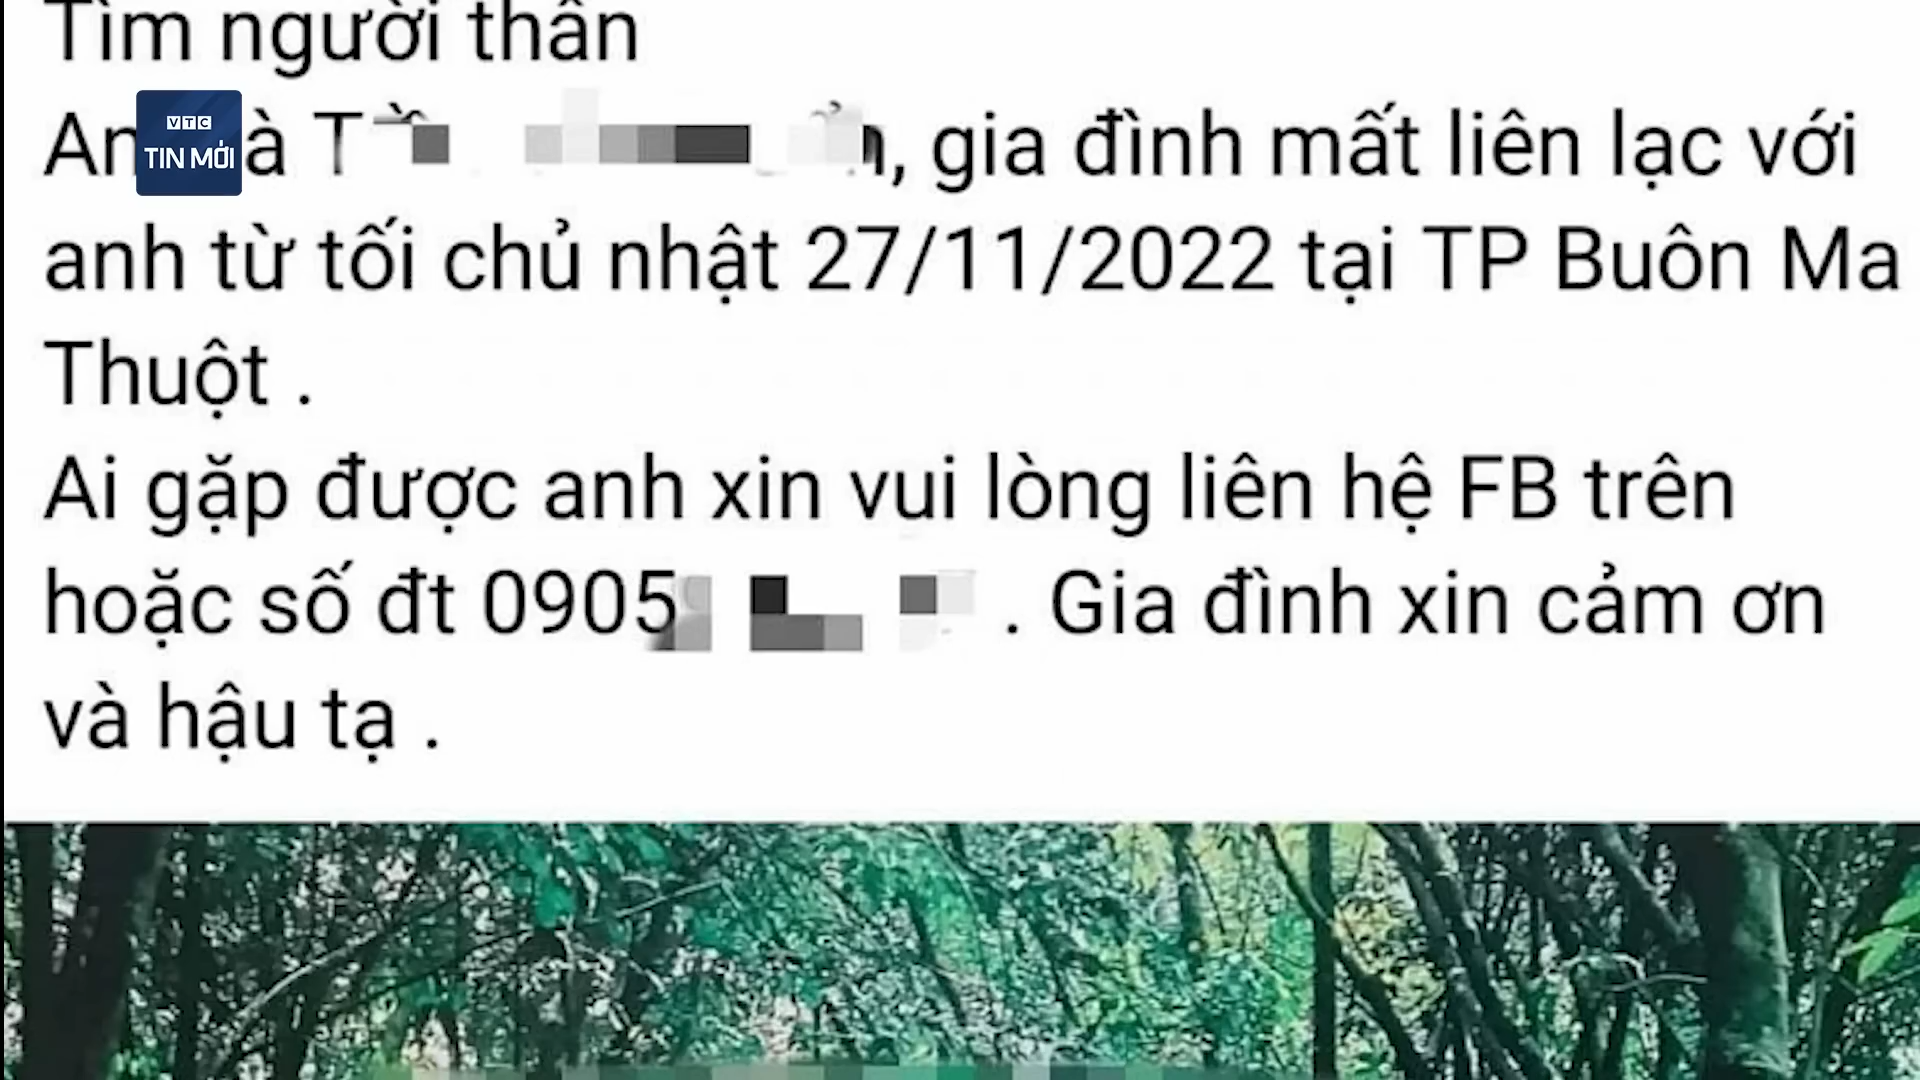 Tìm người thân
VTC
TIN MỚI
gia đình mất liên lạc với
anh từ tối chủ nhật 27/11/2022 tại TP Buôn Ma
Thuột .
Ai gặp được anh xin vui lòng liên hệ FB trên
hoặc số đt 0905 . Gia đình xin cảm ơn
và hậu tạ .